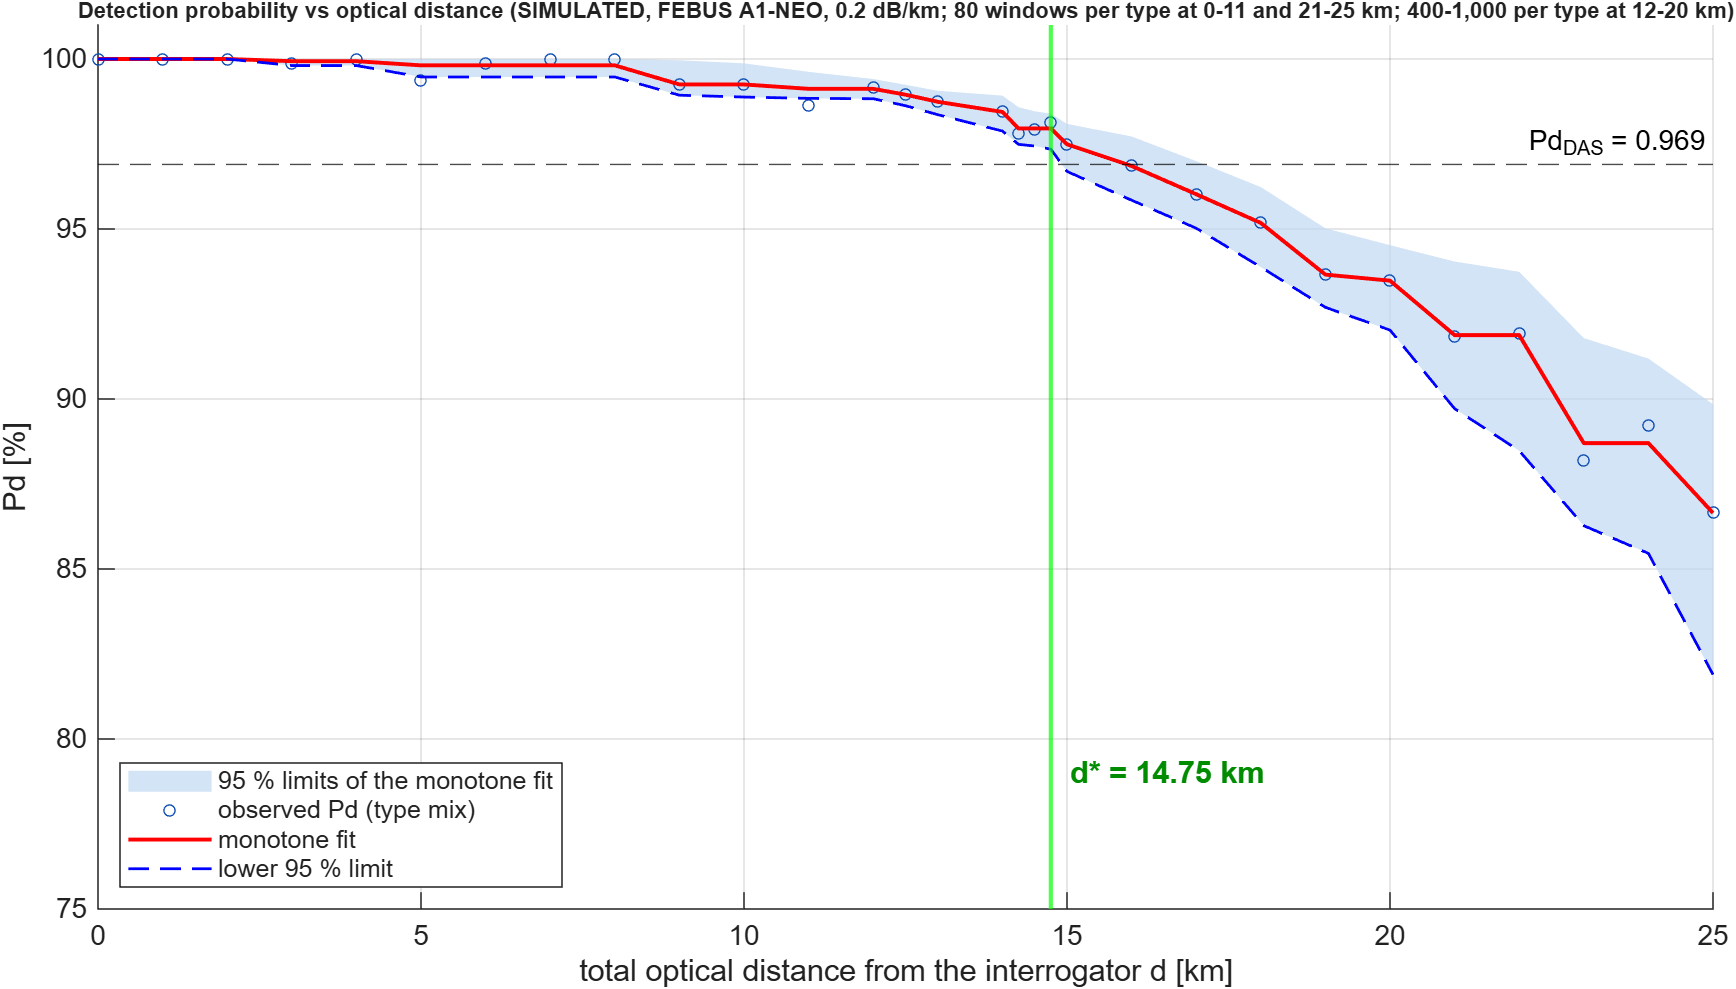 Detection probability vs optical distance (SIMULATED, FEBUS A1-NEO, 0.2 dB/km; 80 windows per type at 0-11 and 21-25 km; 400-1,000 per type at 12-20 km)
100
95
90
85
80
75
Pd [%]
Pd_DAS = 0.969
d* = 14.75 km
95 % limits of the monotone fit
observed Pd (type mix)
monotone fit
lower 95 % limit
0 5 10 15 20 25
total optical distance from the interrogator d [km]